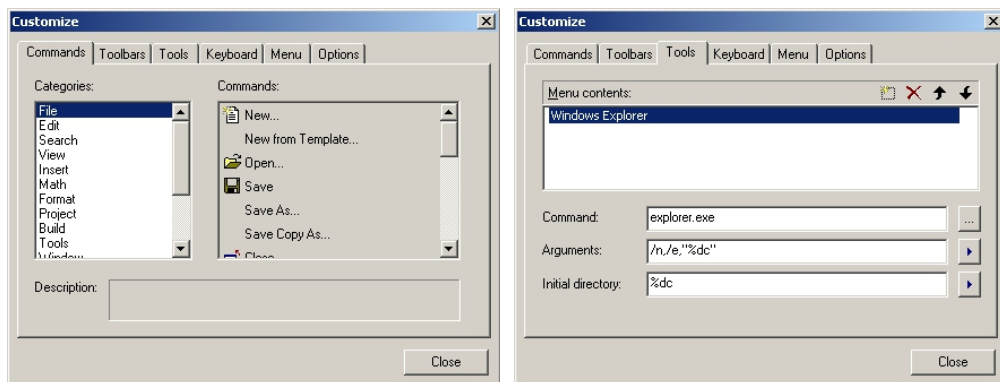 Customize
Commands Toolbars Tools Keyboard Menu Options
Categories:
File
Edit
Search
View
Insert
Math
Format
Project
Build
Tools
Window
Commands:
New...
New from Template...
Open...
Save
Save As...
Save Copy As...
Close
Description:
Close
Customize
Commands Toolbars Tools Keyboard Menu Options
Menu contents:
Windows Explorer
Command: explorer.exe ...
Arguments: /n,/e,"%dc"
Initial directory: %dc
Close